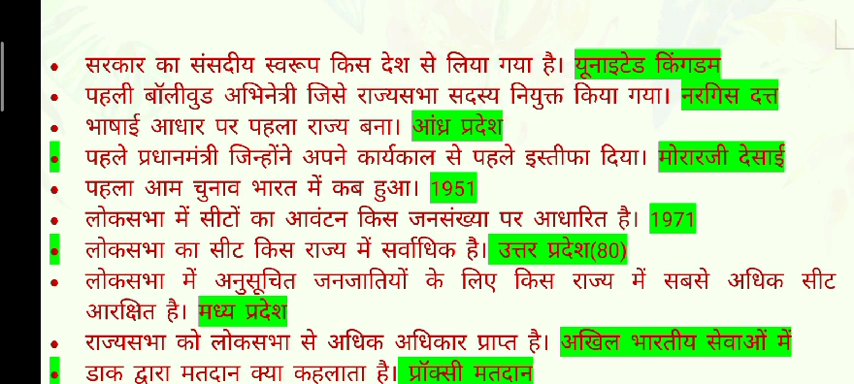 • सरकार का संसदीय स्वरूप किस देश से लिया गया है। यूनाइटेड किंगडम
• पहली बॉलीवुड अभिनेत्री जिसे राज्यसभा सदस्य नियुक्त किया गया। नरगिस दत्त
• भाषाई आधार पर पहला राज्य बना। आंध्र प्रदेश
• पहले प्रधानमंत्री जिन्होंने अपने कार्यकाल से पहले इस्तीफा दिया। मोरारजी देसाई
• पहला आम चुनाव भारत में कब हुआ। 1951
• लोकसभा में सीटों का आवंटन किस जनसंख्या पर आधारित है। 1971
• लोकसभा का सीट किस राज्य में सर्वाधिक है। उत्तर प्रदेश(80)
• लोकसभा में अनुसूचित जनजातियों के लिए किस राज्य में सबसे अधिक सीट
आरक्षित है। मध्य प्रदेश
• राज्यसभा को लोकसभा से अधिक अधिकार प्राप्त है। अखिल भारतीय सेवाओं में
• डाक द्वारा मतदान क्या कहलाता है। प्रॉक्सी मतदान